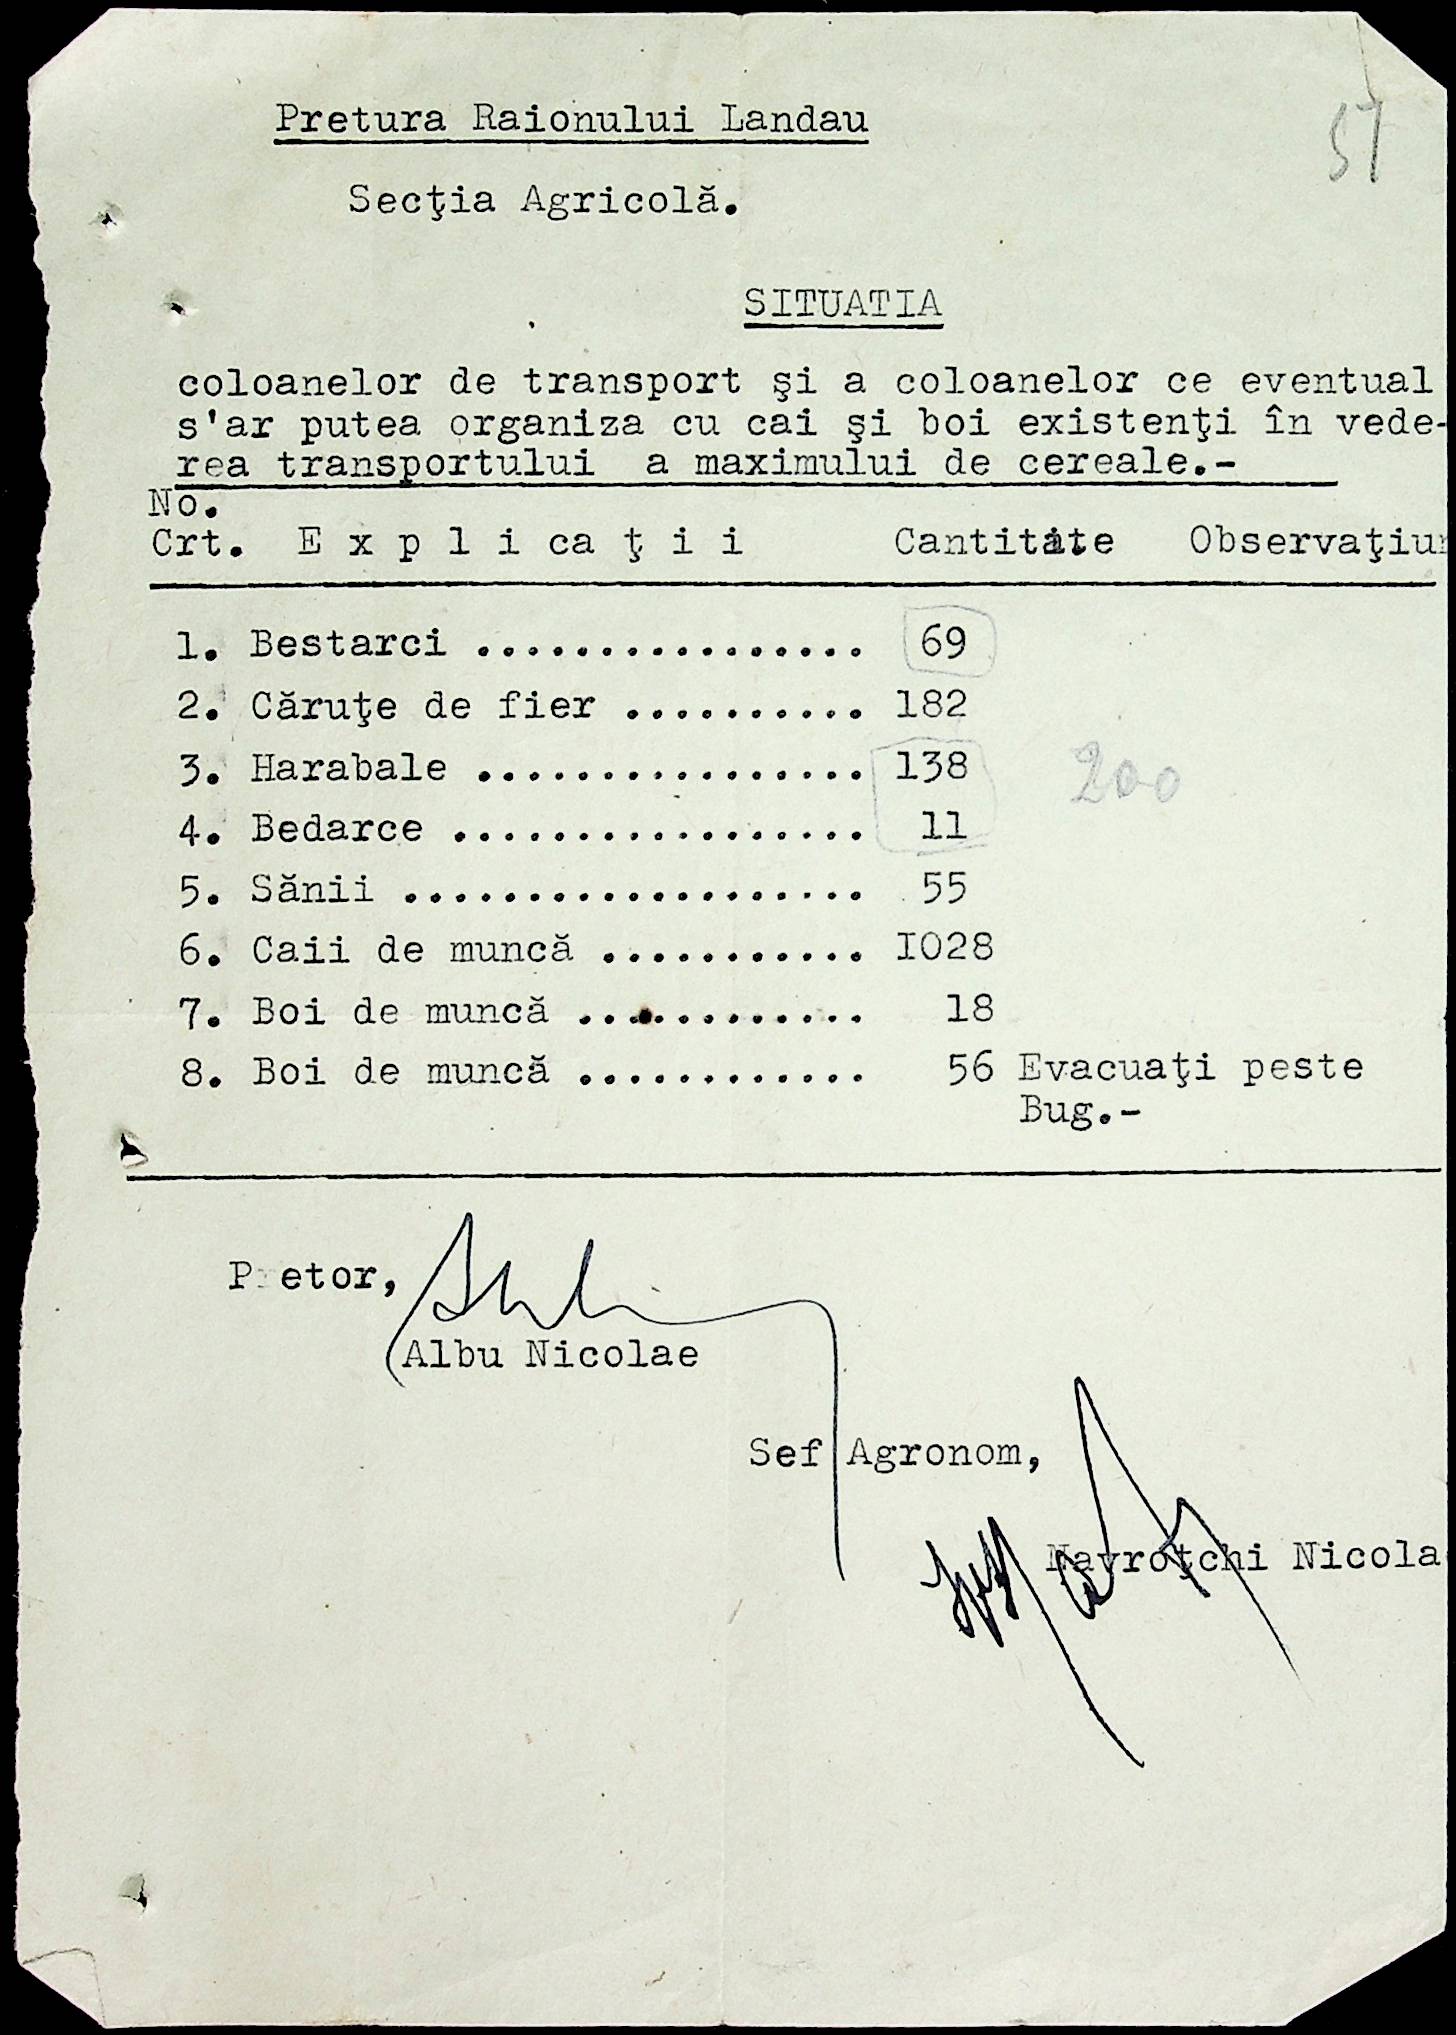 57
Pretura Raionului Landau
Secţia Agricolă.
SITUATIA
coloanelor de transport şi a coloanelor ce eventual
s'ar putea organiza cu cai şi boi existenţi în vede-
rea transportului a maximului de cereale.-
No.
Crt. E x p l i ca ţ i i Cantitate Observaţiu
1. Bestarci ................ 69
2. Căruţe de fier .......... 182
3. Harabale ................ 138 200
4. Bedarce ................. 11
5. Sănii ................... 55
6. Caii de muncă ........... I028
7. Boi de muncă ............ 18
8. Boi de muncă ............ 56 Evacuaţi peste
Bug.-
Pretor,
Albu Nicolae
Sef Agronom,
Navroţchi Nicola